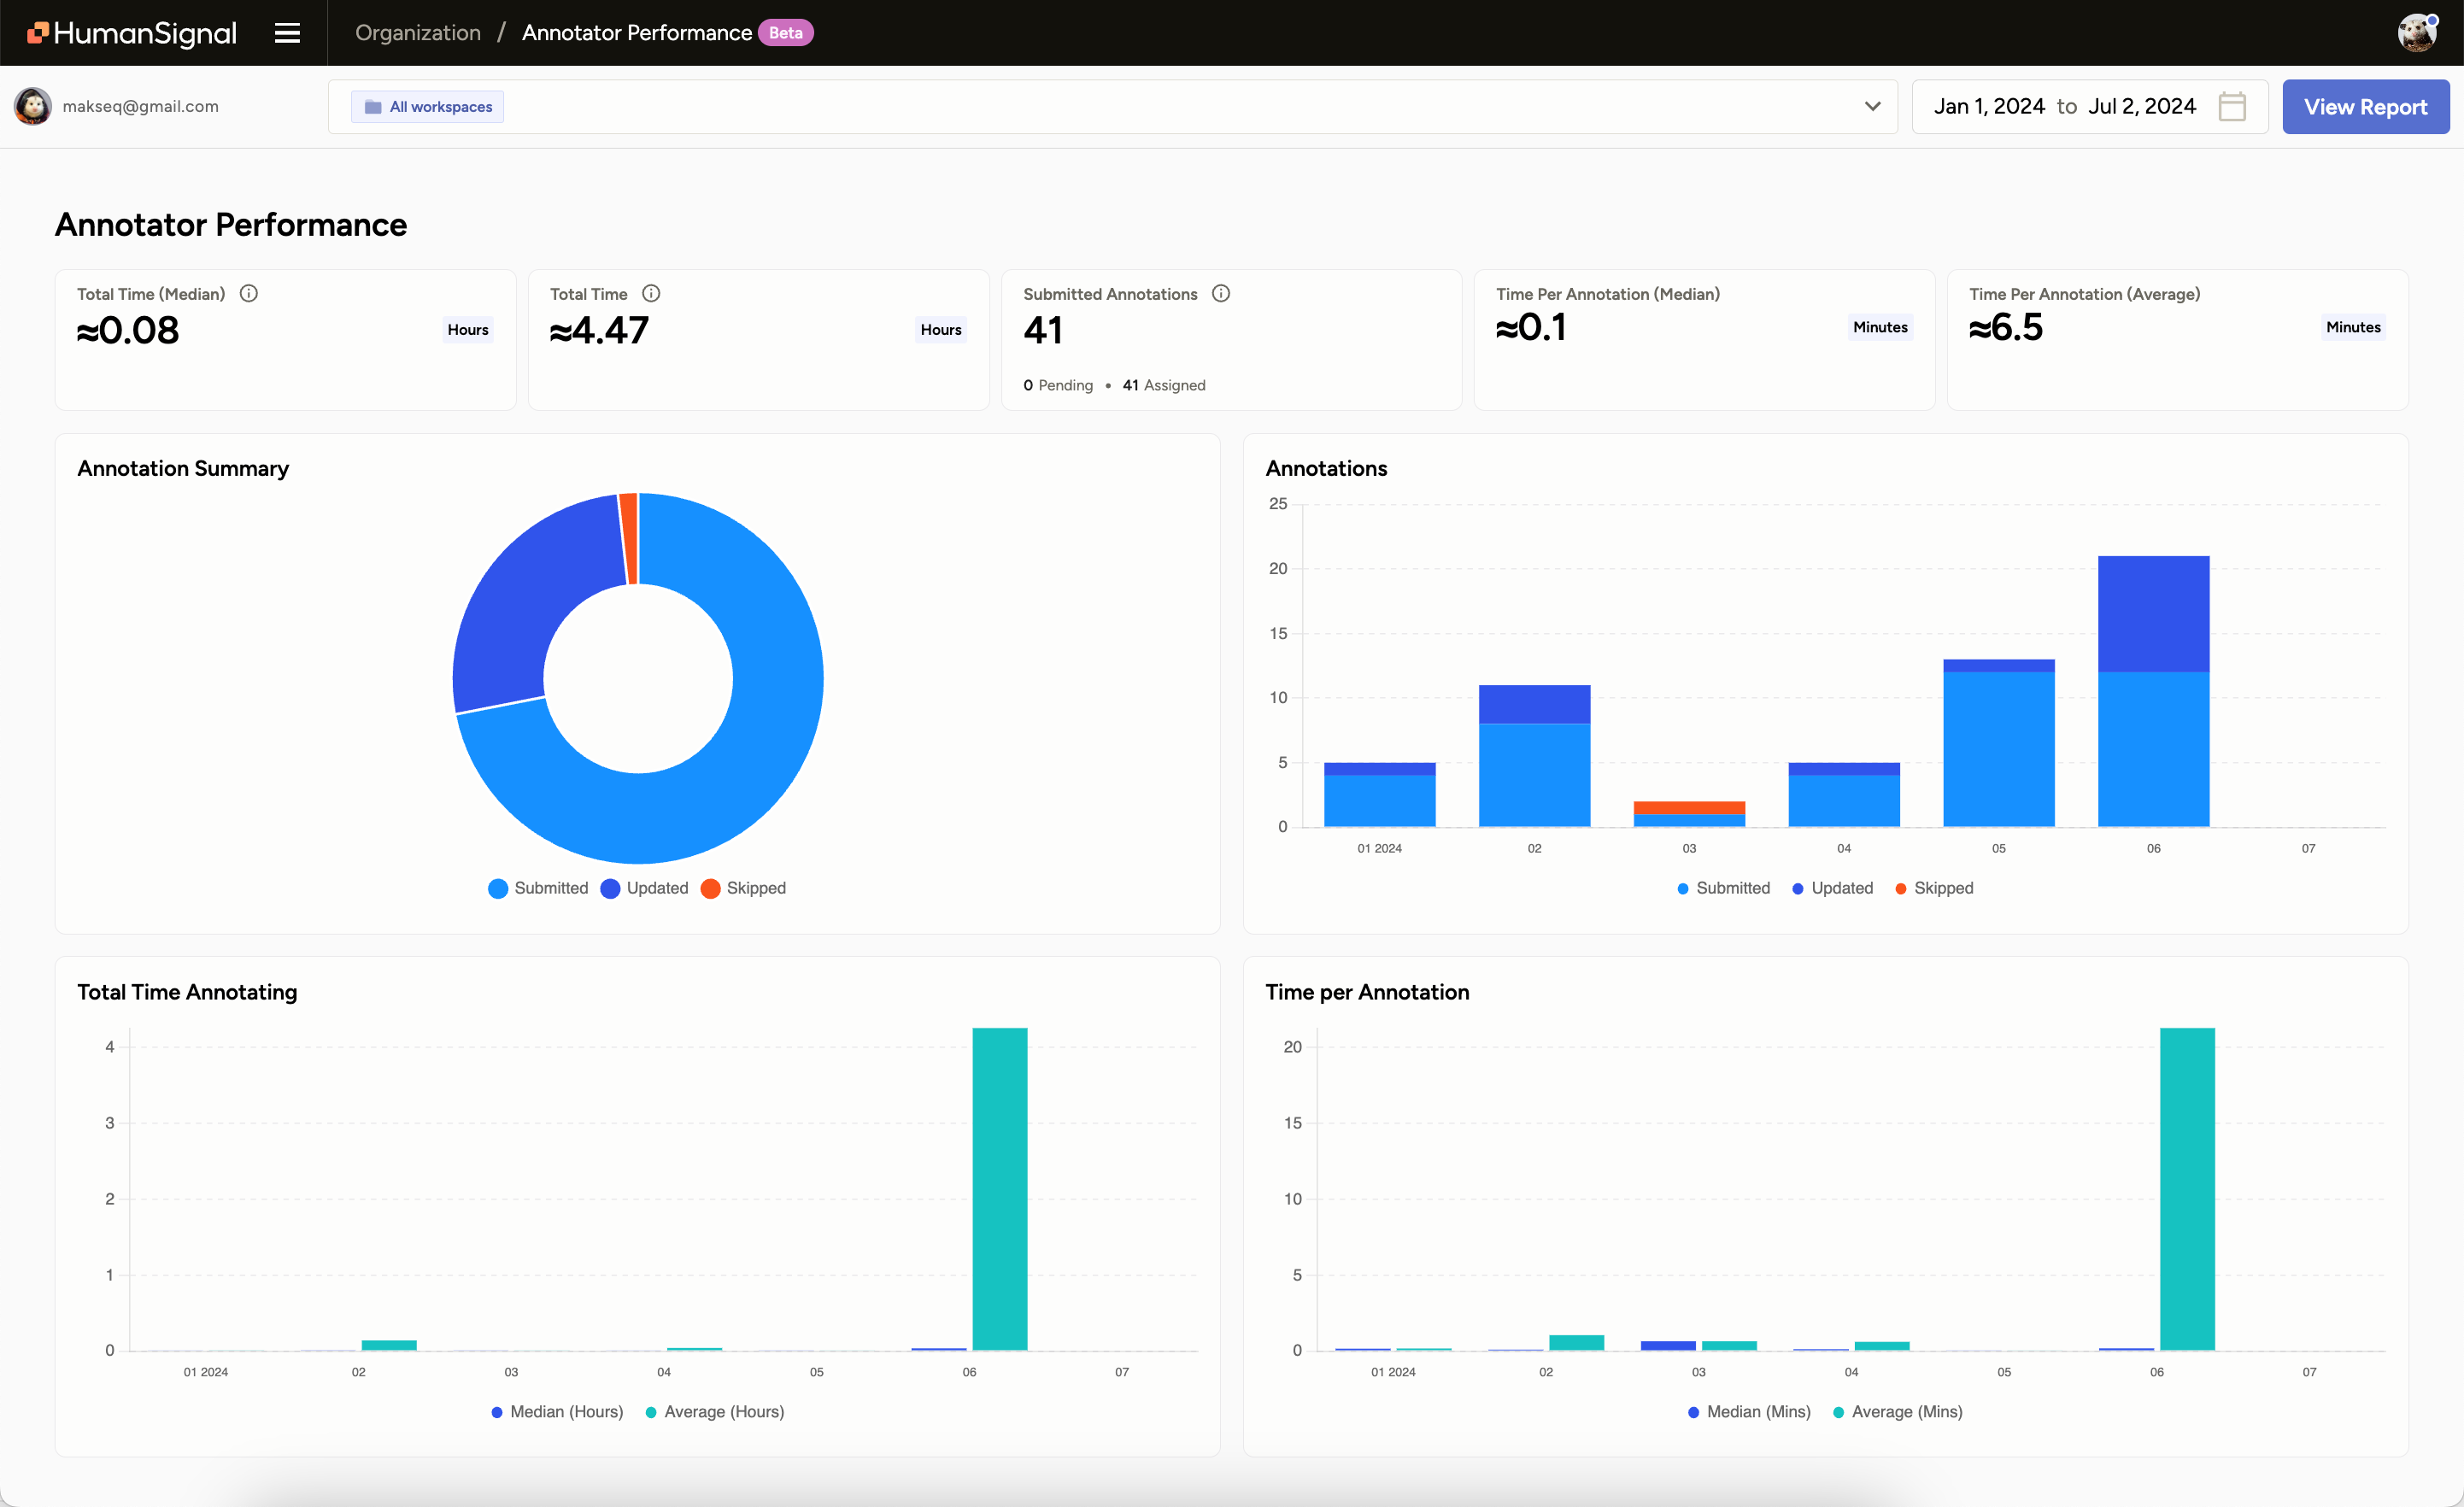 HumanSignal
Organization / Annotator Performance Beta
makseq@gmail.com
All workspaces
Jan 1, 2024 to Jul 2, 2024
View Report
Annotator Performance
Total Time (Median)
≈0.08
Hours
Total Time
≈4.47
Hours
Submitted Annotations
41
0 Pending • 41 Assigned
Time Per Annotation (Median)
≈0.1
Minutes
Time Per Annotation (Average)
≈6.5
Minutes
Annotation Summary
Submitted Updated Skipped
Annotations
25
20
15
10
5
0
01 2024 02 03 04 05 06 07
Submitted Updated Skipped
Total Time Annotating
4
3
2
1
0
01 2024 02 03 04 05 06 07
Median (Hours) Average (Hours)
Time per Annotation
20
15
10
5
0
01 2024 02 03 04 05 06 07
Median (Mins) Average (Mins)